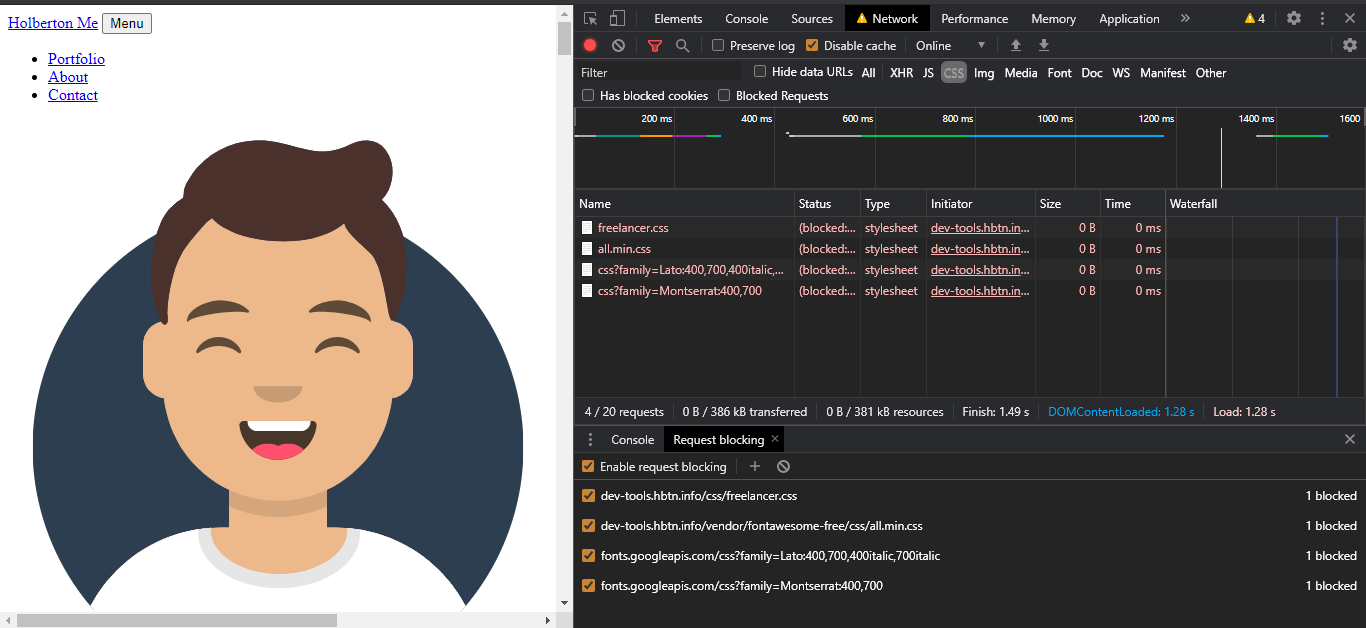 Holberton Me Menu
Portfolio
About
Contact
Elements Console Sources Network Performance Memory Application 4
Preserve log Disable cache Online
Filter Hide data URLs All XHR JS CSS Img Media Font Doc WS Manifest Other
Has blocked cookies Blocked Requests
200 ms 400 ms 600 ms 800 ms 1000 ms 1200 ms 1400 ms 1600
Name Status Type Initiator Size Time Waterfall
freelancer.css (blocked:... stylesheet dev-tools.hbtn.in... 0 B 0 ms
all.min.css (blocked:... stylesheet dev-tools.hbtn.in... 0 B 0 ms
css?family=Lato:400,700,400italic,... (blocked:... stylesheet dev-tools.hbtn.in... 0 B 0 ms
css?family=Montserrat:400,700 (blocked:... stylesheet dev-tools.hbtn.in... 0 B 0 ms
4 / 20 requests 0 B / 386 kB transferred 0 B / 381 kB resources Finish: 1.49 s DOMContentLoaded: 1.28 s Load: 1.28 s
Console Request blocking
Enable request blocking
dev-tools.hbtn.info/css/freelancer.css 1 blocked
dev-tools.hbtn.info/vendor/fontawesome-free/css/all.min.css 1 blocked
fonts.googleapis.com/css?family=Lato:400,700,400italic,700italic 1 blocked
fonts.googleapis.com/css?family=Montserrat:400,700 1 blocked